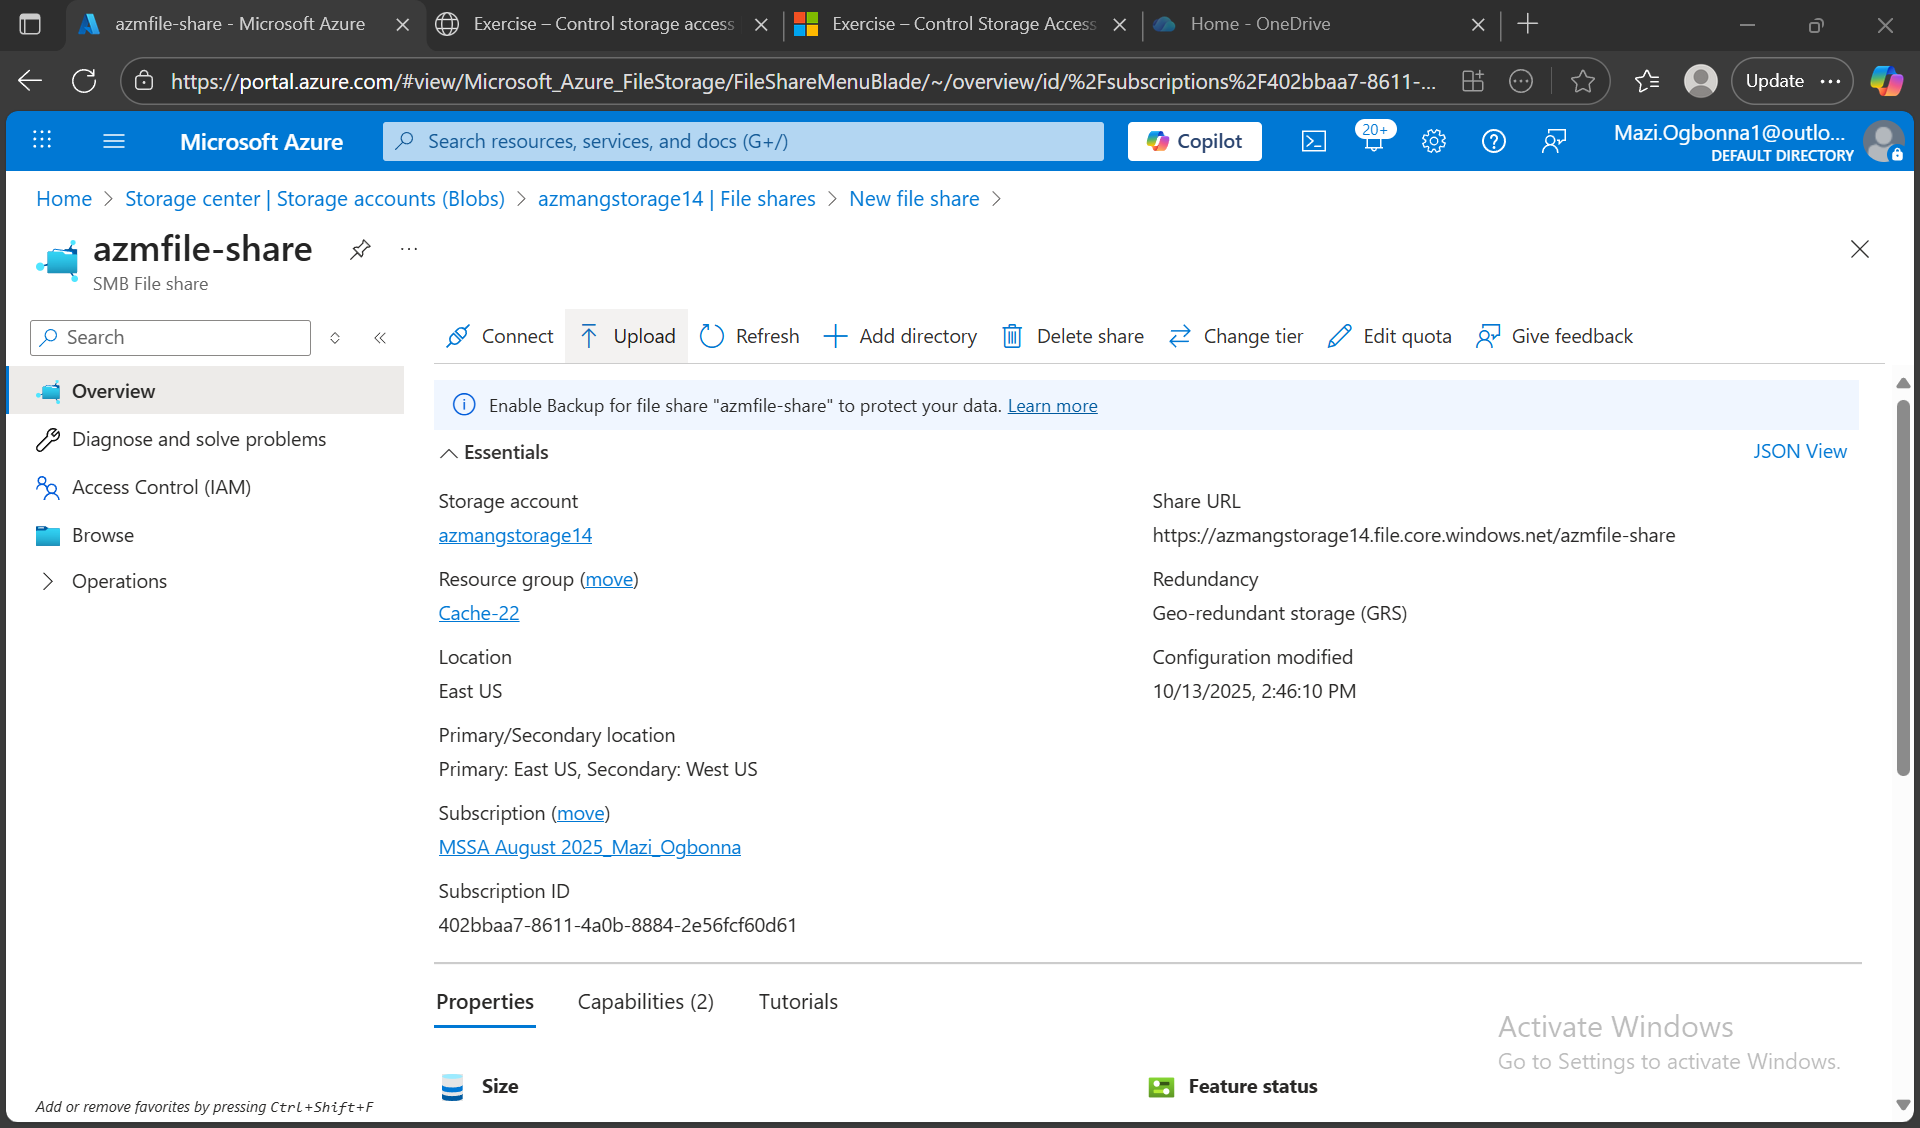 azmfile-share - Microsoft Azure
Exercise – Control storage access
Exercise – Control Storage Access
Home - OneDrive
https://portal.azure.com/#view/Microsoft_Azure_FileStorage/FileShareMenuBlade/~/overview/id/%2Fsubscriptions%2F402bbaa7-8611-...
Update
Microsoft Azure
Search resources, services, and docs (G+/)
Copilot
20+
Mazi.Ogbonna1@outlo...
DEFAULT DIRECTORY
Home > Storage center | Storage accounts (Blobs) > azmangstorage14 | File shares > New file share >
azmfile-share
SMB File share
Search
Connect
Upload
Refresh
Add directory
Delete share
Change tier
Edit quota
Give feedback
Overview
Diagnose and solve problems
Access Control (IAM)
Browse
Operations
Enable Backup for file share "azmfile-share" to protect your data. Learn more
Essentials
JSON View
Storage account
azmangstorage14
Resource group (move)
Cache-22
Location
East US
Primary/Secondary location
Primary: East US, Secondary: West US
Subscription (move)
MSSA August 2025_Mazi_Ogbonna
Subscription ID
402bbaa7-8611-4a0b-8884-2e56fcf60d61
Share URL
https://azmangstorage14.file.core.windows.net/azmfile-share
Redundancy
Geo-redundant storage (GRS)
Configuration modified
10/13/2025, 2:46:10 PM
Properties
Capabilities (2)
Tutorials
Size
Feature status
Activate Windows
Go to Settings to activate Windows.
Add or remove favorites by pressing Ctrl+Shift+F